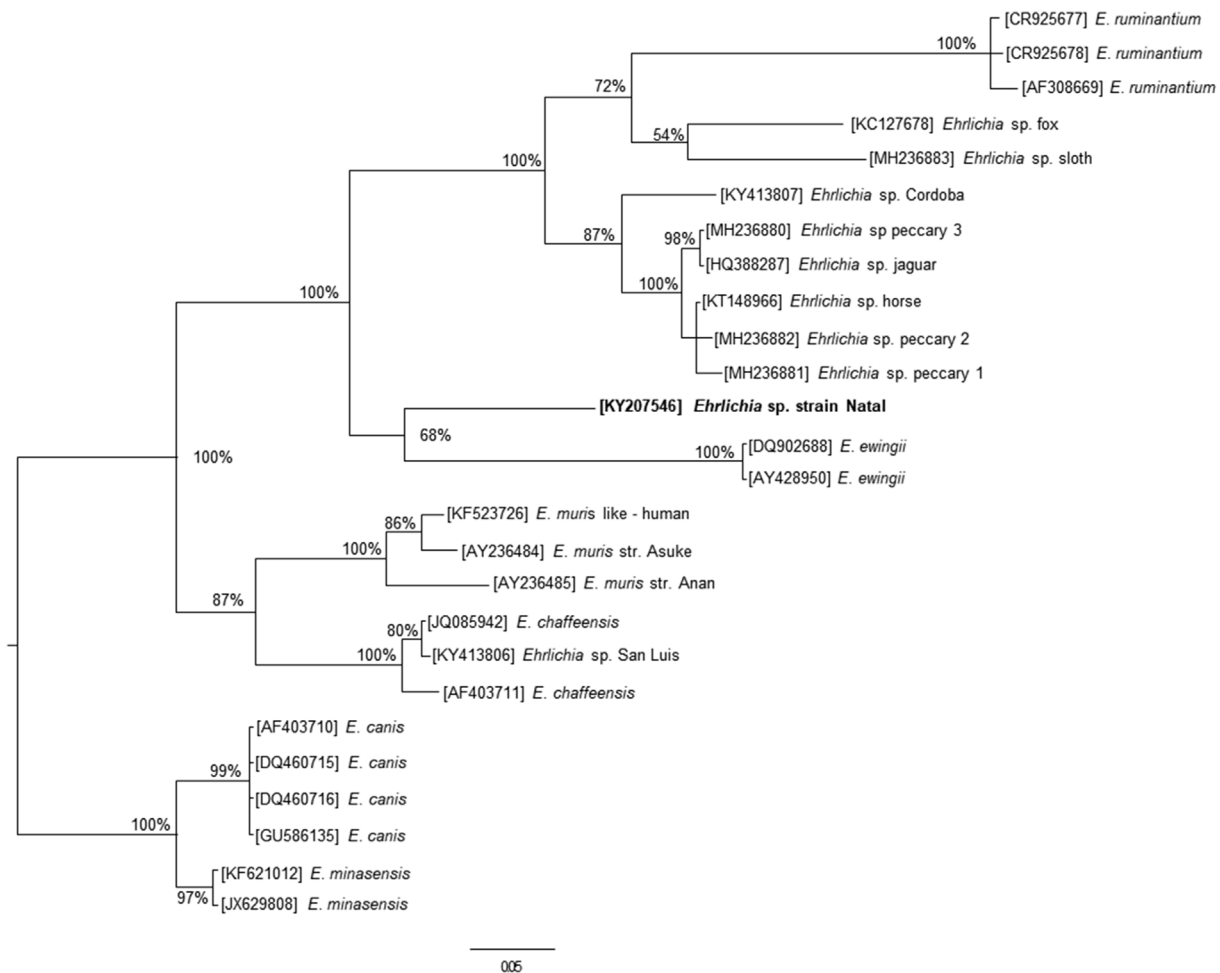 [CR925677] E. ruminantium
100%
[CR925678] E. ruminantium
72%
[AF308669] E. ruminantium
[KC127678] Ehrlichia sp. fox
54%
[MH236883] Ehrlichia sp. sloth
100%
[KY413807] Ehrlichia sp. Cordoba
87%
98%
[MH236880] Ehrlichia sp peccary 3
[HQ388287] Ehrlichia sp. jaguar
100%
100%
[KT148966] Ehrlichia sp. horse
[MH236882] Ehrlichia sp. peccary 2
[MH236881] Ehrlichia sp. peccary 1
[KY207546] Ehrlichia sp. strain Natal
68%
100%
[DQ902688] E. ewingii
100%
[AY428950] E. ewingii
[KF523726] E. muris like - human
86%
100%
[AY236484] E. muris str. Asuke
[AY236485] E. muris str. Anan
87%
[JQ085942] E. chaffeensis
80%
100%
[KY413806] Ehrlichia sp. San Luis
[AF403711] E. chaffeensis
[AF403710] E. canis
[DQ460715] E. canis
99%
[DQ460716] E. canis
100%
[GU586135] E. canis
[KF621012] E. minasensis
97%
[JX629808] E. minasensis
0.05